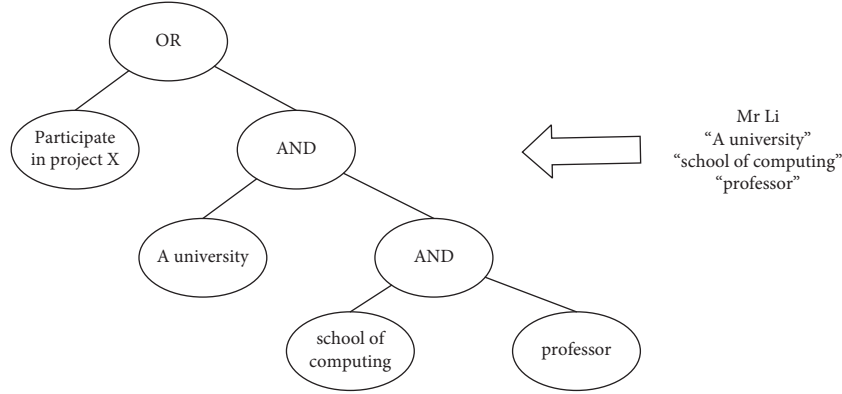 OR
Participate
in project X
AND
A university
AND
school of
computing
professor
Mr Li
“A university”
“school of computing”
“professor”